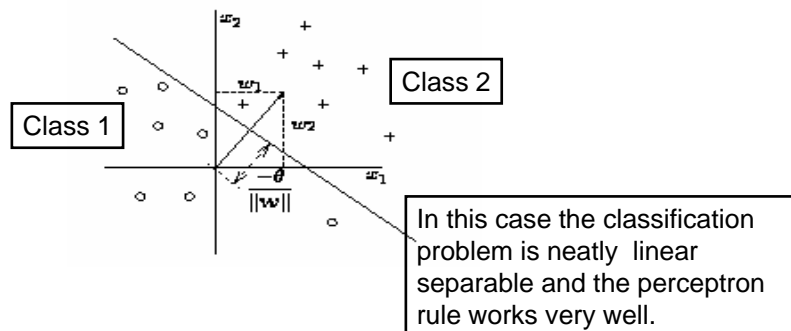 x₂
w₁
Class 2
Class 1
w₂
x₁
−θ
‖w‖
In this case the classification
problem is neatly linear
separable and the perceptron
rule works very well.